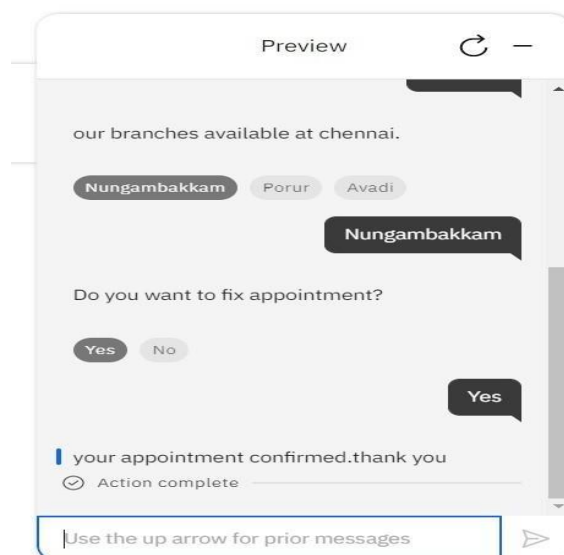 Preview
our branches available at chennai.
Nungambakkam Porur Avadi
Nungambakkam
Do you want to fix appointment?
Yes No
Yes
your appointment confirmed.thank you
Action complete
Use the up arrow for prior messages